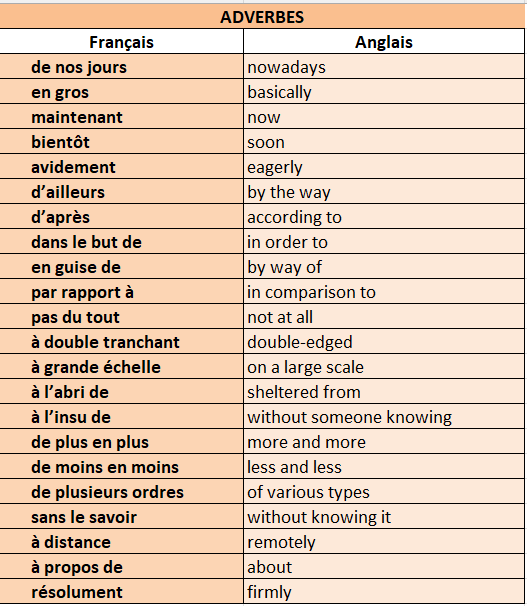 ADVERBES
Français Anglais
de nos jours nowadays
en gros basically
maintenant now
bientôt soon
avidement eagerly
d’ailleurs by the way
d’après according to
dans le but de in order to
en guise de by way of
par rapport à in comparison to
pas du tout not at all
à double tranchant double-edged
à grande échelle on a large scale
à l’abri de sheltered from
à l’insu de without someone knowing
de plus en plus more and more
de moins en moins less and less
de plusieurs ordres of various types
sans le savoir without knowing it
à distance remotely
à propos de about
résolument firmly